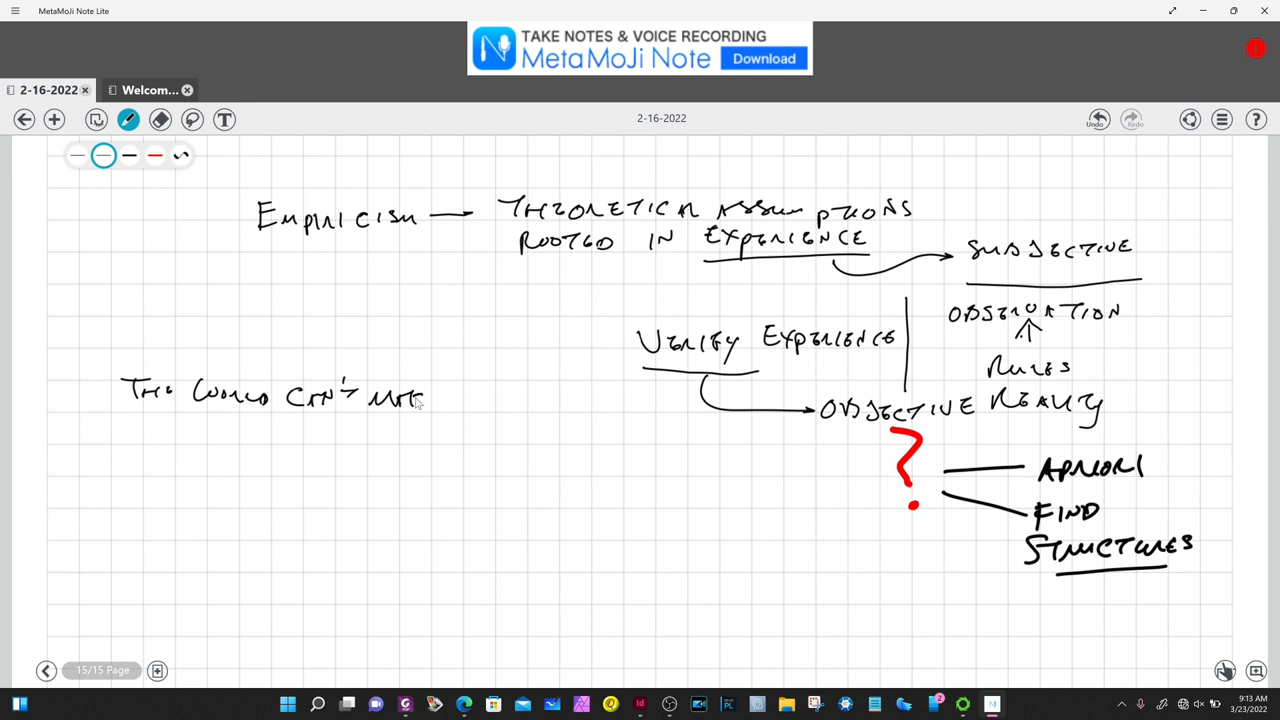 MetaMoJi Note Lite
TAKE NOTES & VOICE RECORDING
MetaMoJi Note
Download
2-16-2022
Welcom...
2-16-2022
Undo
Redo
EMPIRICISM → THEORETICAL ASSUMPTIONS
ROOTED IN EXPERIENCE
SUBJECTIVE
OBSERVATION
VERIFY EXPERIENCE
RULES
THE WORLD CAN'T
OBJECTIVE REALITY
?
APRIORI
FIND
STRUCTURES
15/15 Page
9:13 AM
3/23/2022